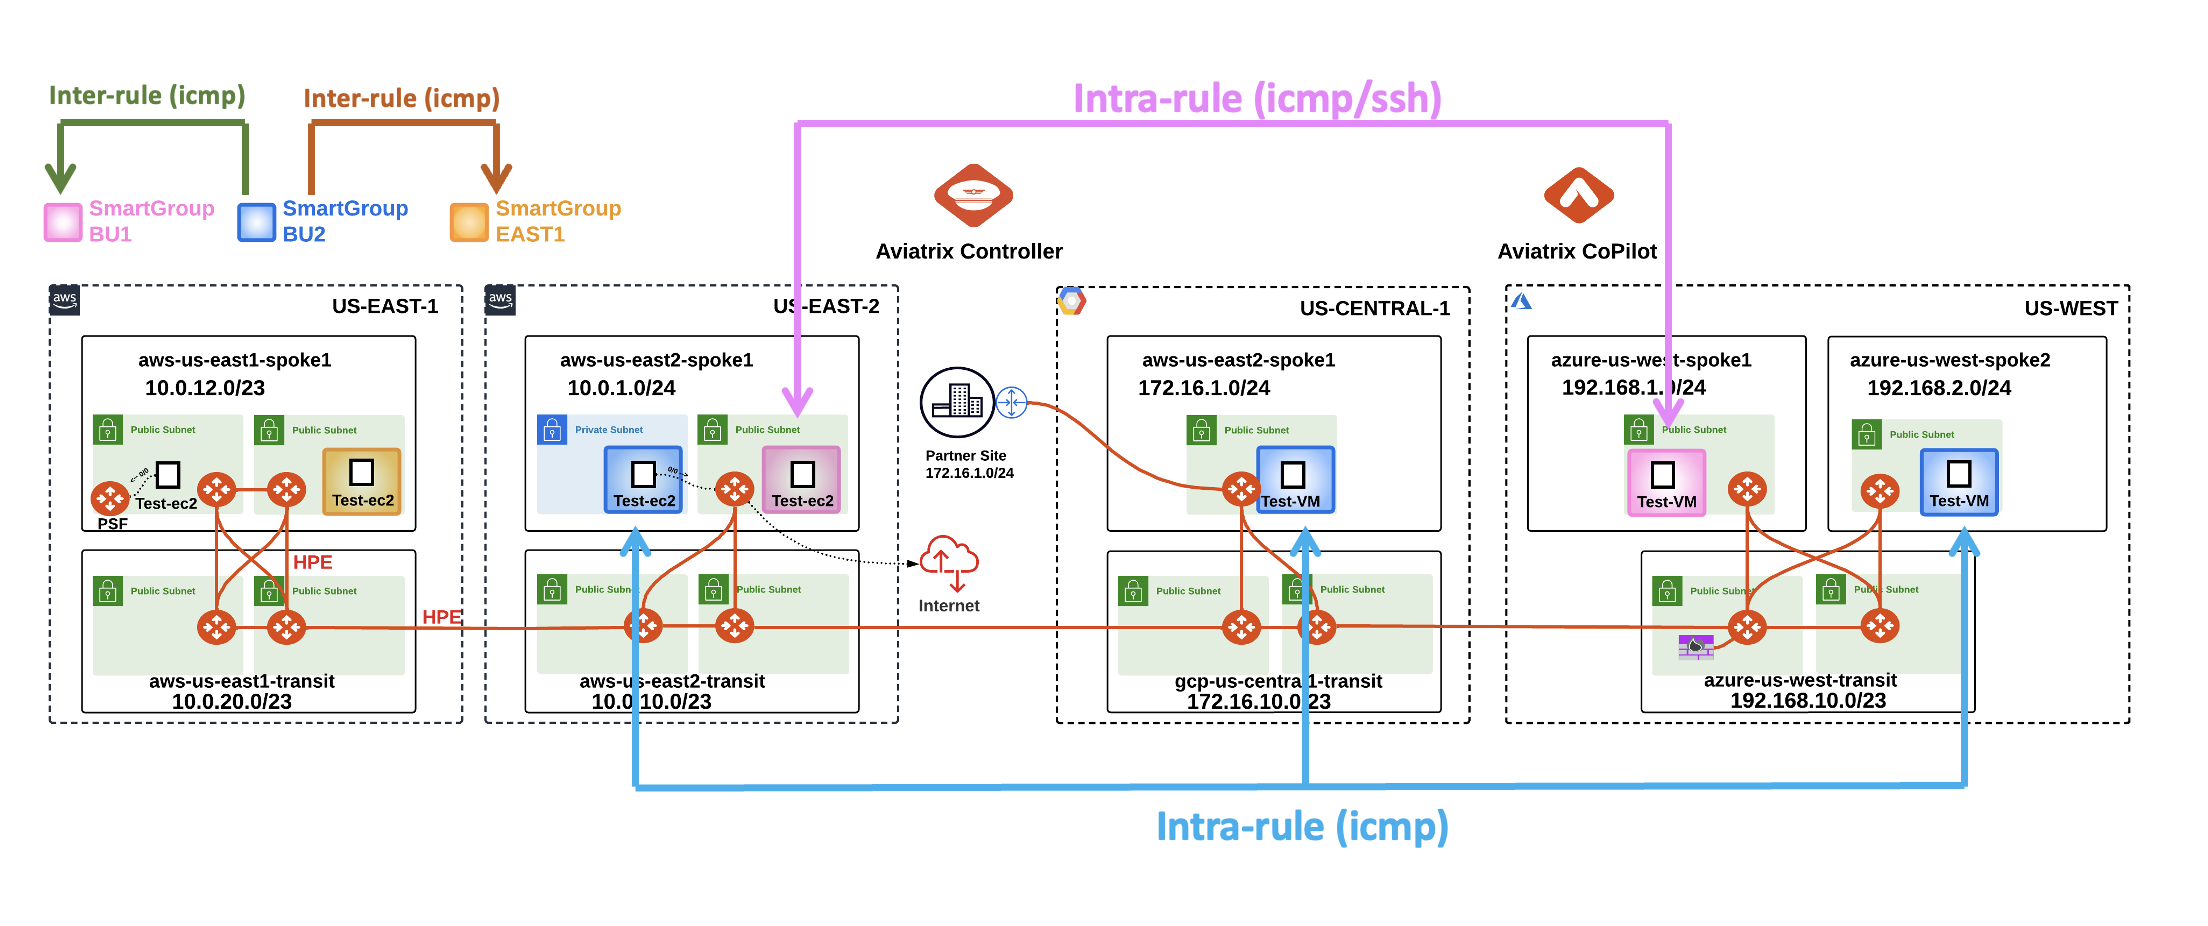 Inter-rule (icmp)
Inter-rule (icmp)
Intra-rule (icmp/ssh)
SmartGroup
BU1
SmartGroup
BU2
SmartGroup
EAST1
Aviatrix Controller
Aviatrix CoPilot
aws
US-EAST-1
aws-us-east1-spoke1
10.0.12.0/23
Public Subnet
Public Subnet
0/0
Test-ec2
Test-ec2
PSF
HPE
Public Subnet
Public Subnet
HPE
aws-us-east1-transit
10.0.20.0/23
aws
US-EAST-2
aws-us-east2-spoke1
10.0.1.0/24
Private Subnet
Public Subnet
0/0
Test-ec2
Test-ec2
Public Subnet
Public Subnet
aws-us-east2-transit
10.0.10.0/23
Partner Site
172.16.1.0/24
Internet
US-CENTRAL-1
aws-us-east2-spoke1
172.16.1.0/24
Public Subnet
Test-VM
Public Subnet
Public Subnet
gcp-us-central1-transit
172.16.10.0/23
US-WEST
azure-us-west-spoke1
192.168.1.0/24
Public Subnet
Test-VM
azure-us-west-spoke2
192.168.2.0/24
Public Subnet
Test-VM
Public Subnet
Public Subnet
azure-us-west-transit
192.168.10.0/23
Intra-rule (icmp)